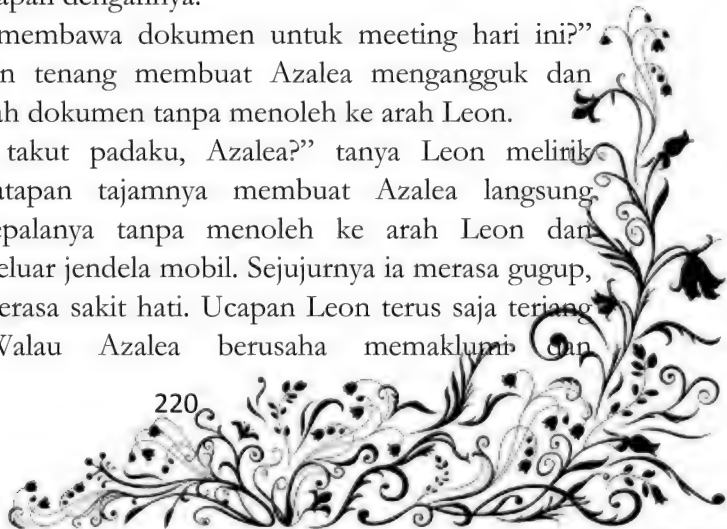 apan dengannya.
membawa dokumen untuk meeting hari ini?”
n tenang membuat Azalea mengangguk dan
ah dokumen tanpa menoleh ke arah Leon.
takut padaku, Azalea?” tanya Leon melirik
atapan tajamnya membuat Azalea langsung
epalanya tanpa menoleh ke arah Leon dan
eluar jendela mobil. Sejujurnya ia merasa gugup,
erasa sakit hati. Ucapan Leon terus saja teriang
Walau Azalea berusaha memaklumi dan
220